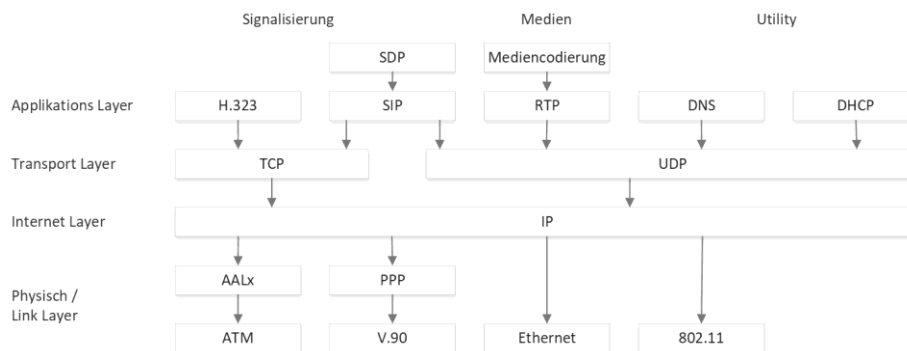 Signalisierung Medien Utility
SDP Mediencodierung
Applikations Layer H.323 SIP RTP DNS DHCP
Transport Layer TCP UDP
Internet Layer IP
AALx PPP
Physisch /
Link Layer
ATM V.90 Ethernet 802.11